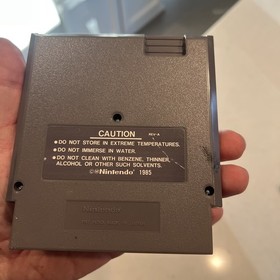 CAUTION REV-A
●DO NOT STORE IN EXTREME TEMPERATURES.
●DO NOT IMMERSE IN WATER.
●DO NOT CLEAN WITH BENZENE, THINNER,
ALCOHOL OR OTHER SUCH SOLVENTS.
©®Nintendo® 1985